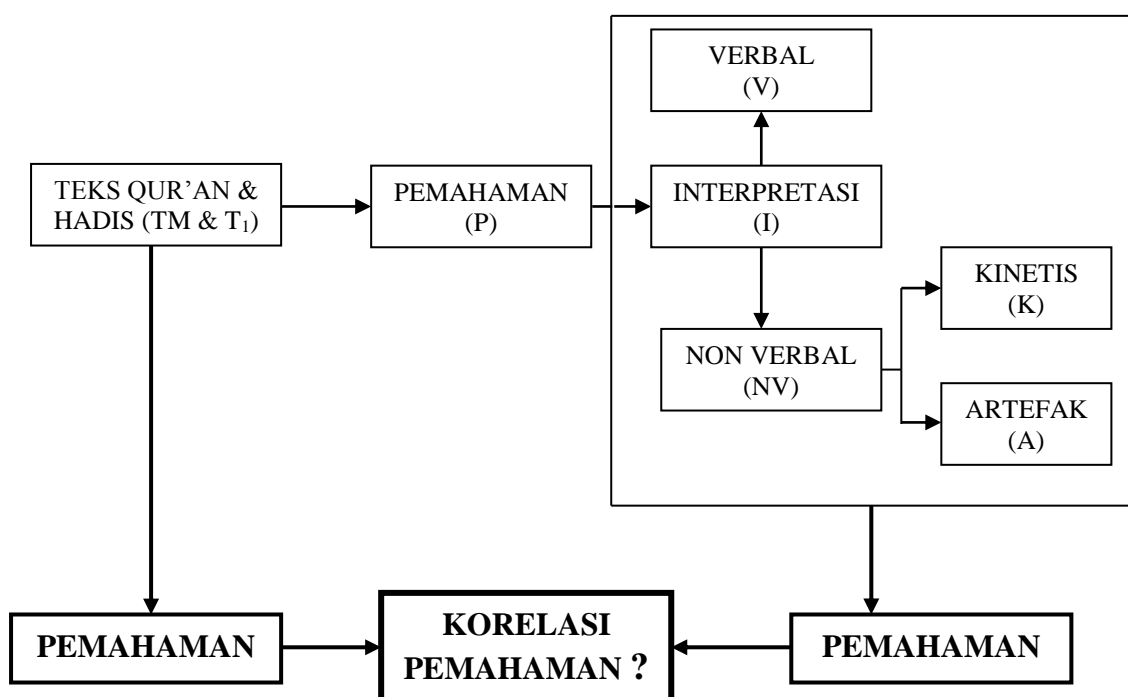 VERBAL
(V)
TEKS QUR’AN &
HADIS (TM & T₁)
PEMAHAMAN
(P)
INTERPRETASI
(I)
KINETIS
(K)
NON VERBAL
(NV)
ARTEFAK
(A)
PEMAHAMAN
KORELASI
PEMAHAMAN ?
PEMAHAMAN